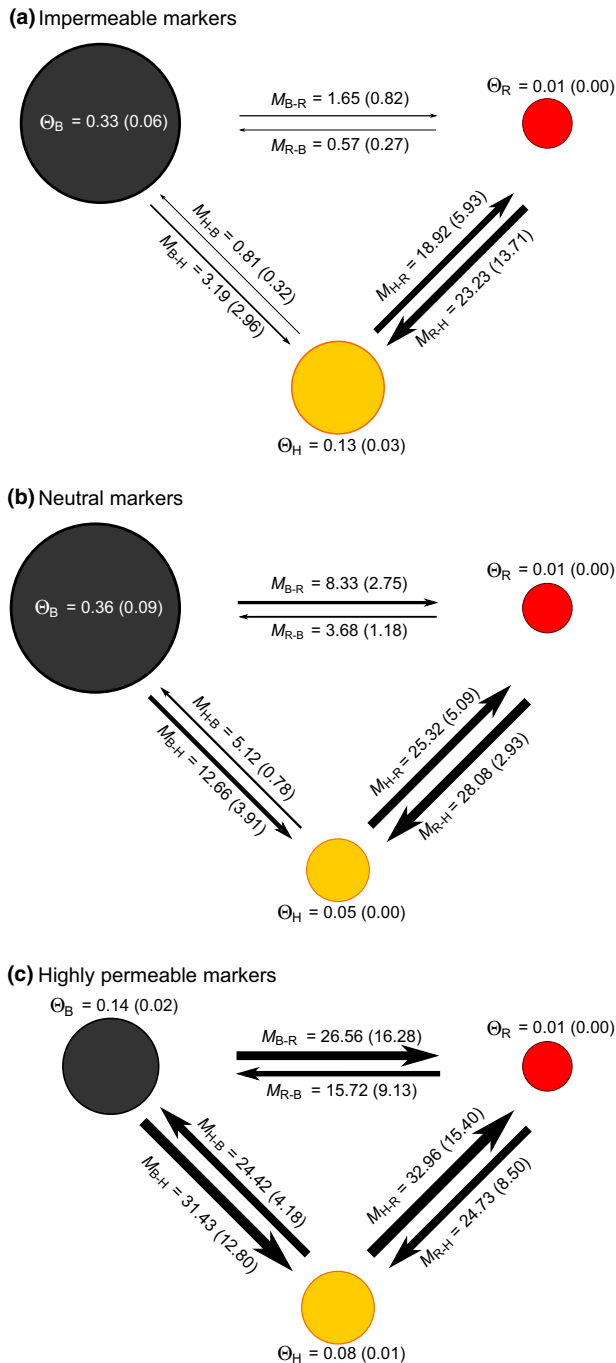 (a) Impermeable markers
ΘR = 0.01 (0.00)
ΘB = 0.33 (0.06)
MB-R = 1.65 (0.82)
MR-B = 0.57 (0.27)
MH-B = 0.81 (0.32)
MB-H = 3.19 (2.96)
MH-R = 18.92 (5.93)
MR-H = 23.23 (13.71)
ΘH = 0.13 (0.03)
(b) Neutral markers
ΘR = 0.01 (0.00)
ΘB = 0.36 (0.09)
MB-R = 8.33 (2.75)
MR-B = 3.68 (1.18)
MH-B = 5.12 (0.78)
MB-H = 12.66 (3.91)
MH-R = 25.32 (5.09)
MR-H = 28.08 (2.93)
ΘH = 0.05 (0.00)
(c) Highly permeable markers
ΘB = 0.14 (0.02)
ΘR = 0.01 (0.00)
MB-R = 26.56 (16.28)
MR-B = 15.72 (9.13)
MH-B = 24.42 (4.18)
MB-H = 31.43 (12.80)
MH-R = 32.96 (15.40)
MR-H = 24.73 (8.50)
ΘH = 0.08 (0.01)